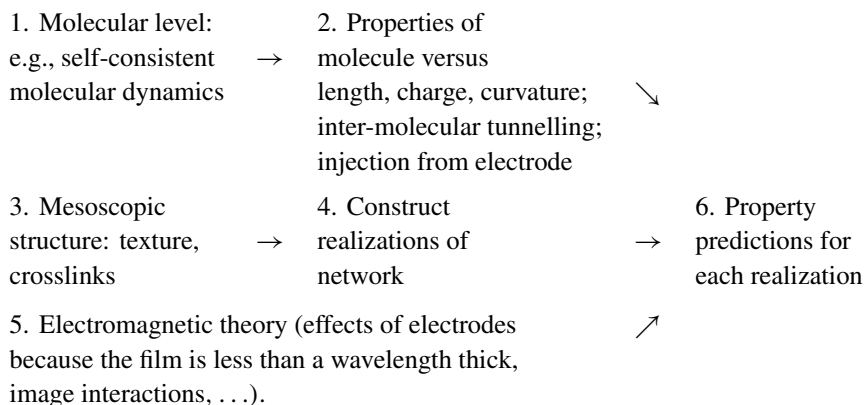 1. Molecular level:
e.g., self-consistent →
molecular dynamics
2. Properties of
molecule versus
length, charge, curvature; ↘
inter-molecular tunnelling;
injection from electrode
3. Mesoscopic
structure: texture, →
crosslinks
4. Construct
realizations of →
network
6. Property
predictions for
each realization
5. Electromagnetic theory (effects of electrodes ↗
because the film is less than a wavelength thick,
image interactions, . . .).